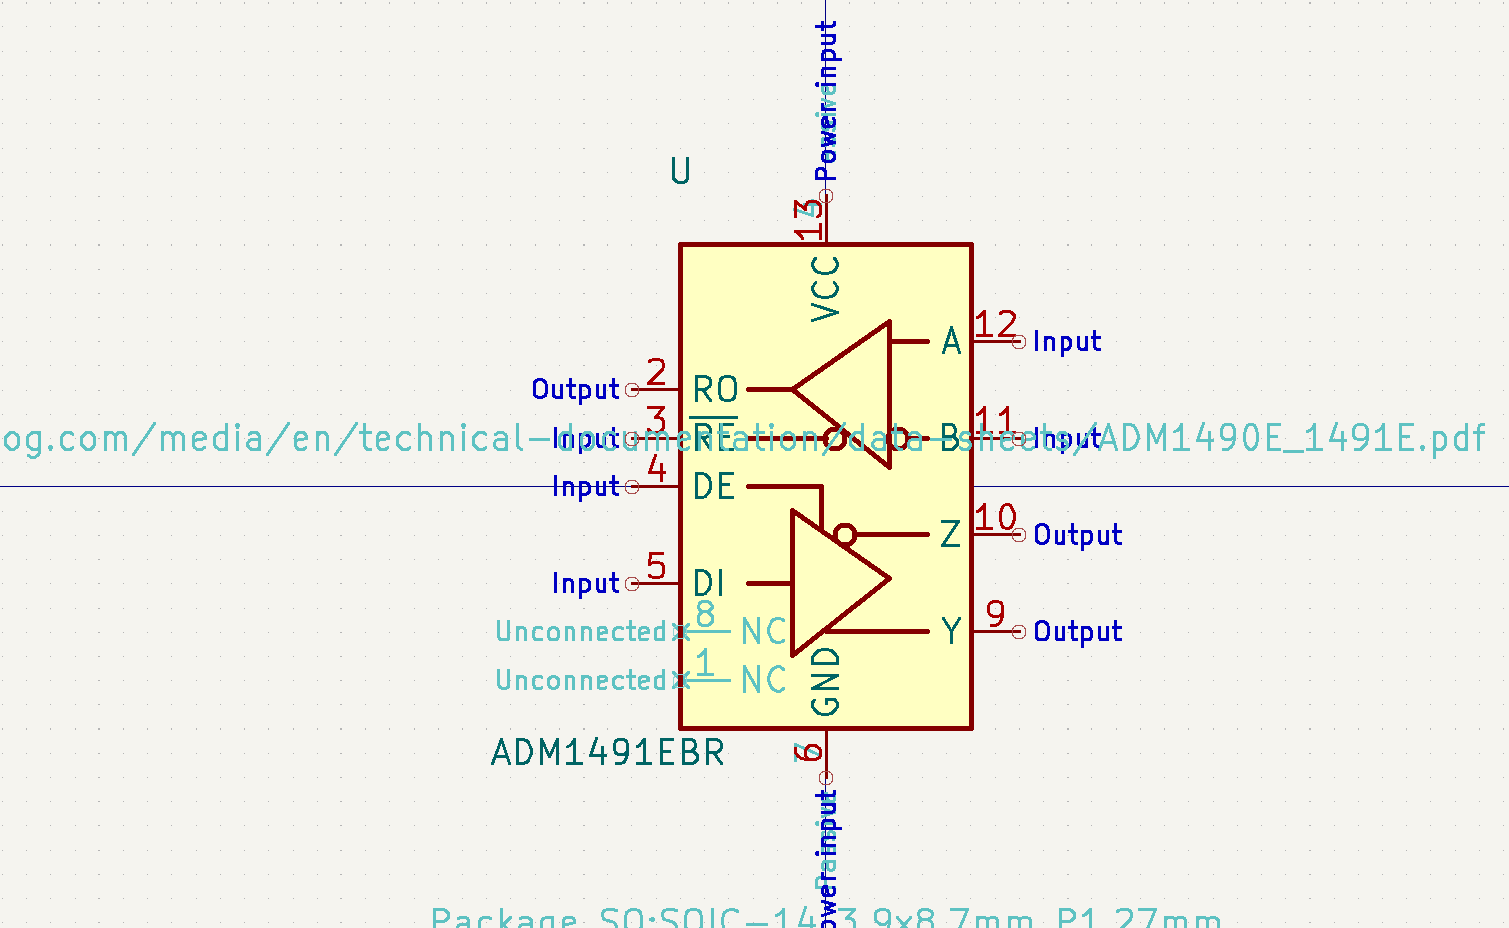 Power input
U
13
VCC
12
A
Input
Output
2
RO
11
B
Input
Input
3
RE
og.com/media/en/technical-documentation/data-sheets/ADM1490E_1491E.pdf
Input
4
DE
10
Z
Output
Input
5
DI
Unconnected
8
NC
9
Y
Output
Unconnected
1
NC
GND
ADM1491EBR
6
Power input
Package_SO:SOIC-14_3.9x8.7mm_P1.27mm